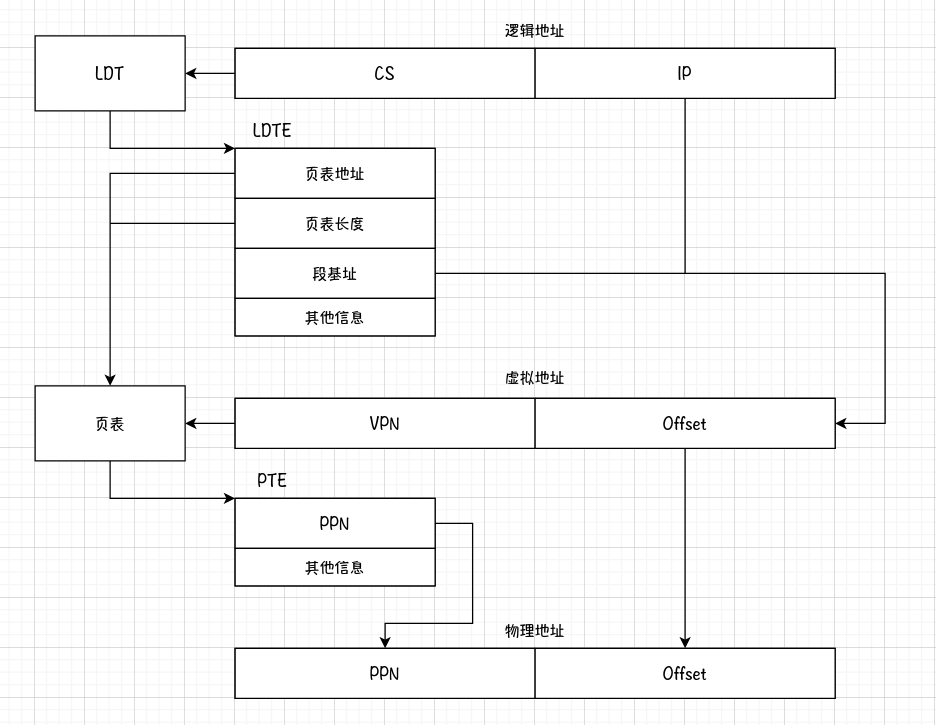 逻辑地址
LDT
CS
IP
LDTE
页表地址
页表长度
段基址
其他信息
虚拟地址
页表
VPN
Offset
PTE
PPN
其他信息
物理地址
PPN
Offset